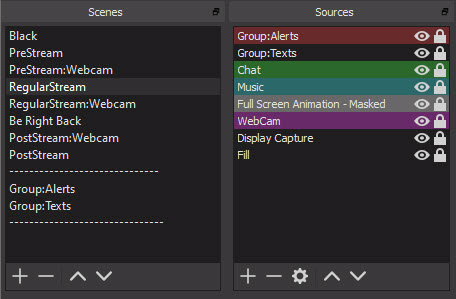 Scenes
Black
PreStream
PreStream:Webcam
RegularStream
RegularStream:Webcam
Be Right Back
PostStream:Webcam
PostStream
------------------------------
Group:Alerts
Group:Texts
-------------------------------
Sources
Group:Alerts
Group:Texts
Chat
Music
Full Screen Animation - Masked
WebCam
Display Capture
Fill